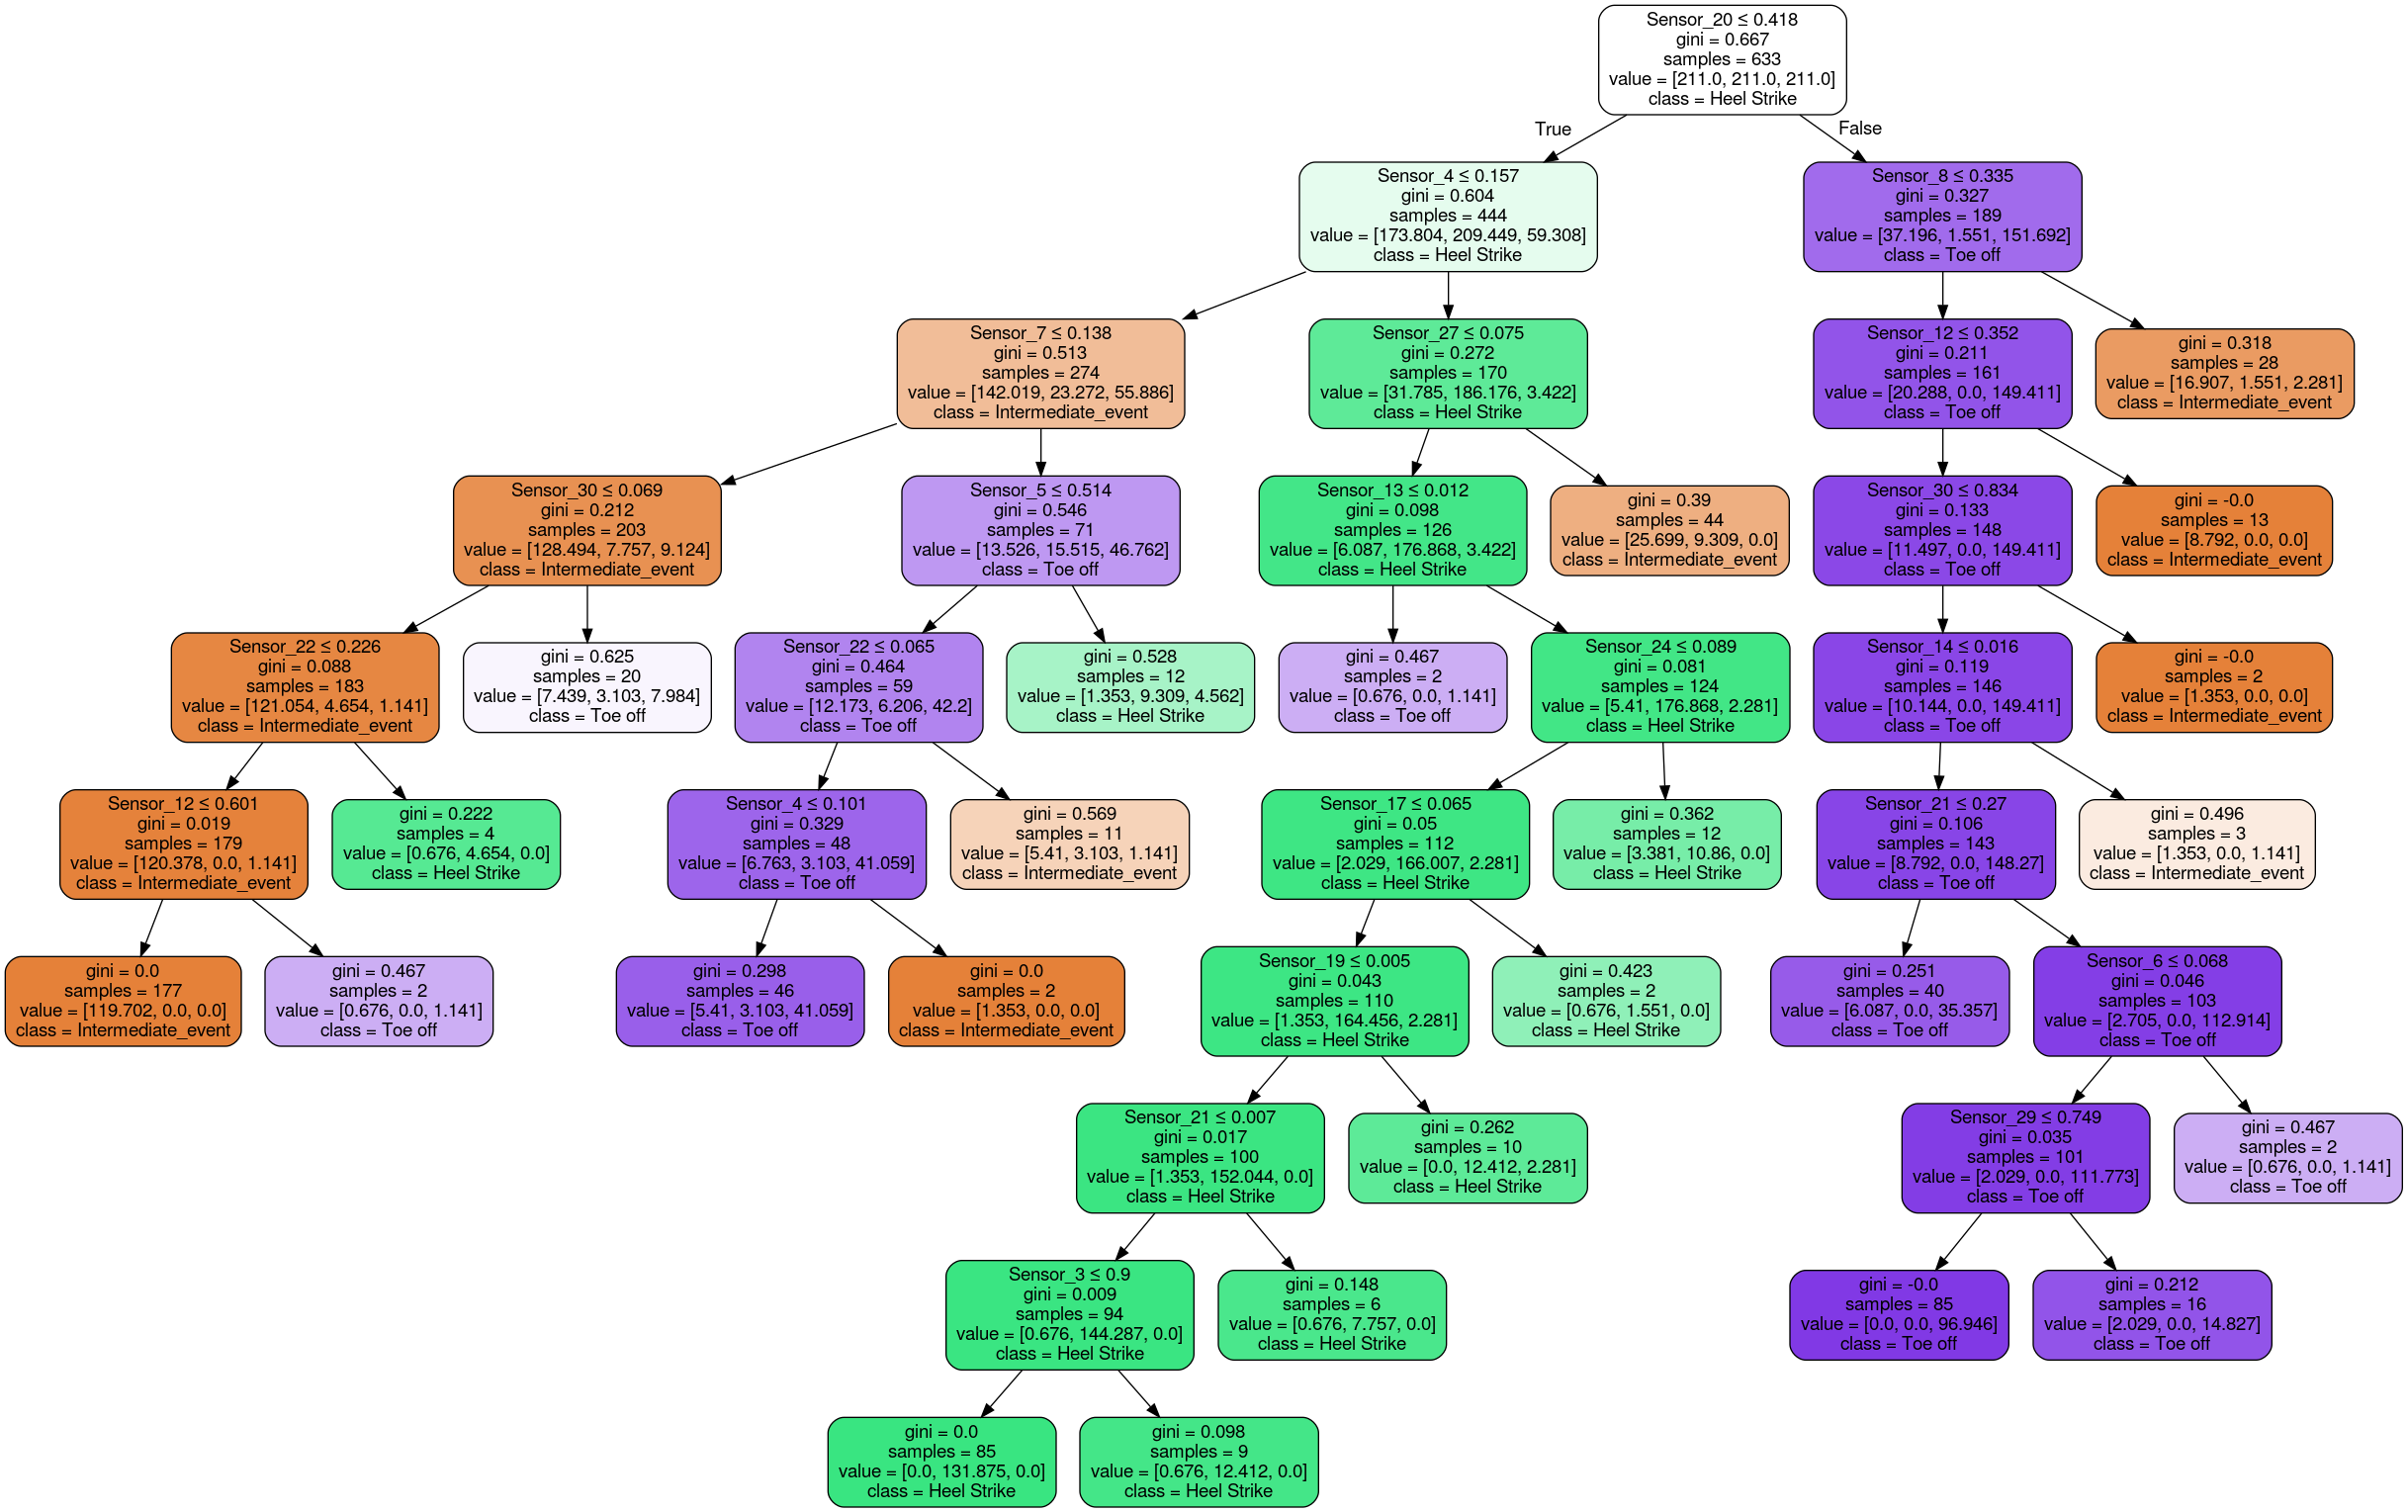 Sensor_20 ≤ 0.418
gini = 0.667
samples = 633
value = [211.0, 211.0, 211.0]
class = Heel Strike
True
False
Sensor_4 ≤ 0.157
gini = 0.604
samples = 444
value = [173.804, 209.449, 59.308]
class = Heel Strike
Sensor_8 ≤ 0.335
gini = 0.327
samples = 189
value = [37.196, 1.551, 151.692]
class = Toe off
Sensor_7 ≤ 0.138
gini = 0.513
samples = 274
value = [142.019, 23.272, 55.886]
class = Intermediate_event
Sensor_27 ≤ 0.075
gini = 0.272
samples = 170
value = [31.785, 186.176, 3.422]
class = Heel Strike
Sensor_12 ≤ 0.352
gini = 0.211
samples = 161
value = [20.288, 0.0, 149.411]
class = Toe off
gini = 0.318
samples = 28
value = [16.907, 1.551, 2.281]
class = Intermediate_event
Sensor_30 ≤ 0.069
gini = 0.212
samples = 203
value = [128.494, 7.757, 9.124]
class = Intermediate_event
Sensor_5 ≤ 0.514
gini = 0.546
samples = 71
value = [13.526, 15.515, 46.762]
class = Toe off
Sensor_13 ≤ 0.012
gini = 0.098
samples = 126
value = [6.087, 176.868, 3.422]
class = Heel Strike
gini = 0.39
samples = 44
value = [25.699, 9.309, 0.0]
class = Intermediate_event
Sensor_30 ≤ 0.834
gini = 0.133
samples = 148
value = [11.497, 0.0, 149.411]
class = Toe off
gini = -0.0
samples = 13
value = [8.792, 0.0, 0.0]
class = Intermediate_event
Sensor_22 ≤ 0.226
gini = 0.088
samples = 183
value = [121.054, 4.654, 1.141]
class = Intermediate_event
gini = 0.625
samples = 20
value = [7.439, 3.103, 7.984]
class = Toe off
Sensor_22 ≤ 0.065
gini = 0.464
samples = 59
value = [12.173, 6.206, 42.2]
class = Toe off
gini = 0.528
samples = 12
value = [1.353, 9.309, 4.562]
class = Heel Strike
gini = 0.467
samples = 2
value = [0.676, 0.0, 1.141]
class = Toe off
Sensor_24 ≤ 0.089
gini = 0.081
samples = 124
value = [5.41, 176.868, 2.281]
class = Heel Strike
Sensor_14 ≤ 0.016
gini = 0.119
samples = 146
value = [10.144, 0.0, 149.411]
class = Toe off
gini = -0.0
samples = 2
value = [1.353, 0.0, 0.0]
class = Intermediate_event
Sensor_12 ≤ 0.601
gini = 0.019
samples = 179
value = [120.378, 0.0, 1.141]
class = Intermediate_event
gini = 0.222
samples = 4
value = [0.676, 4.654, 0.0]
class = Heel Strike
Sensor_4 ≤ 0.101
gini = 0.329
samples = 48
value = [6.763, 3.103, 41.059]
class = Toe off
gini = 0.569
samples = 11
value = [5.41, 3.103, 1.141]
class = Intermediate_event
Sensor_17 ≤ 0.065
gini = 0.05
samples = 112
value = [2.029, 166.007, 2.281]
class = Heel Strike
gini = 0.362
samples = 12
value = [3.381, 10.86, 0.0]
class = Heel Strike
Sensor_21 ≤ 0.27
gini = 0.106
samples = 143
value = [8.792, 0.0, 148.27]
class = Toe off
gini = 0.496
samples = 3
value = [1.353, 0.0, 1.141]
class = Intermediate_event
gini = 0.0
samples = 177
value = [119.702, 0.0, 0.0]
class = Intermediate_event
gini = 0.467
samples = 2
value = [0.676, 0.0, 1.141]
class = Toe off
gini = 0.298
samples = 46
value = [5.41, 3.103, 41.059]
class = Toe off
gini = 0.0
samples = 2
value = [1.353, 0.0, 0.0]
class = Intermediate_event
Sensor_19 ≤ 0.005
gini = 0.043
samples = 110
value = [1.353, 164.456, 2.281]
class = Heel Strike
gini = 0.423
samples = 2
value = [0.676, 1.551, 0.0]
class = Heel Strike
gini = 0.251
samples = 40
value = [6.087, 0.0, 35.357]
class = Toe off
Sensor_6 ≤ 0.068
gini = 0.046
samples = 103
value = [2.705, 0.0, 112.914]
class = Toe off
Sensor_21 ≤ 0.007
gini = 0.017
samples = 100
value = [1.353, 152.044, 0.0]
class = Heel Strike
gini = 0.262
samples = 10
value = [0.0, 12.412, 2.281]
class = Heel Strike
Sensor_29 ≤ 0.749
gini = 0.035
samples = 101
value = [2.029, 0.0, 111.773]
class = Toe off
gini = 0.467
samples = 2
value = [0.676, 0.0, 1.141]
class = Toe off
Sensor_3 ≤ 0.9
gini = 0.009
samples = 94
value = [0.676, 144.287, 0.0]
class = Heel Strike
gini = 0.148
samples = 6
value = [0.676, 7.757, 0.0]
class = Heel Strike
gini = -0.0
samples = 85
value = [0.0, 0.0, 96.946]
class = Toe off
gini = 0.212
samples = 16
value = [2.029, 0.0, 14.827]
class = Toe off
gini = 0.0
samples = 85
value = [0.0, 131.875, 0.0]
class = Heel Strike
gini = 0.098
samples = 9
value = [0.676, 12.412, 0.0]
class = Heel Strike